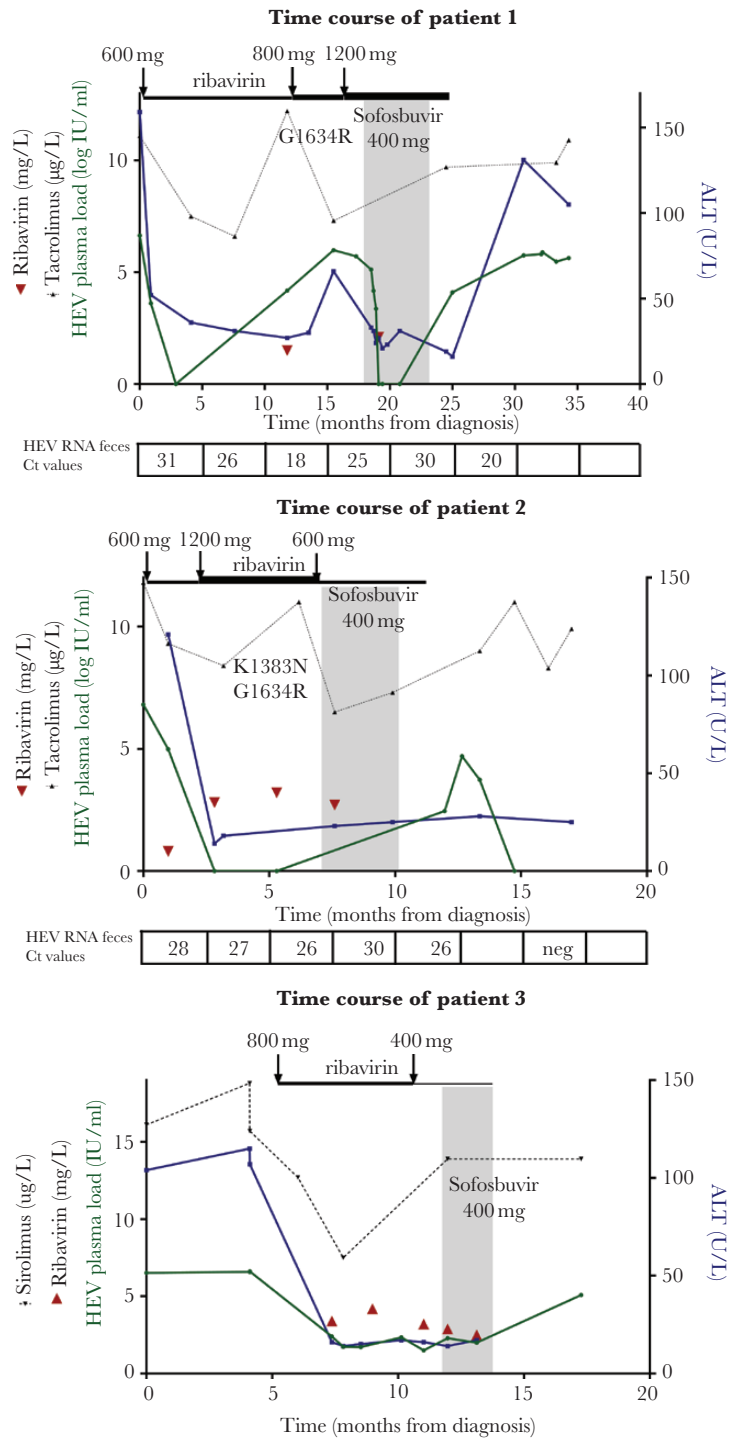 Time course of patient 1
600 mg 800 mg 1200 mg
ribavirin
Sofosbuvir
400 mg
G1634R
Ribavirin (mg/L)
Tacrolimus (µg/L)
HEV plasma load (log IU/ml)
10
5
0
150
100
50
0
ALT (U/L)
0 5 10 15 20 25 30 35 40
Time (months from diagnosis)
HEV RNA feces
Ct values
31 26 18 25 30 20
Time course of patient 2
600 mg 1200 mg 600 mg
ribavirin
Sofosbuvir
400 mg
K1383N
G1634R
Ribavirin (mg/L)
Tacrolimus (µg/L)
HEV plasma load (log IU/ml)
10
5
0
150
100
50
0
ALT (U/L)
0 5 10 15 20
Time (months from diagnosis)
HEV RNA feces
Ct values
28 27 26 30 26 neg
Time course of patient 3
800 mg 400 mg
ribavirin
Sofosbuvir
400 mg
Sirolimus (ug/L)
Ribavirin (mg/L)
HEV plasma load (IU/ml)
15
10
5
0
150
100
50
0
ALT (U/L)
0 5 10 15 20
Time (months from diagnosis)